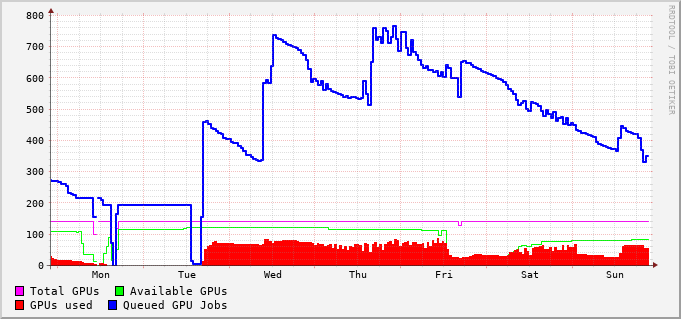 800
700
600
500
400
300
200
100
0
Mon Tue Wed Thu Fri Sat Sun
Total GPUs Available GPUs
GPUs used Queued GPU Jobs
RRDTOOL / TOBI OETIKER